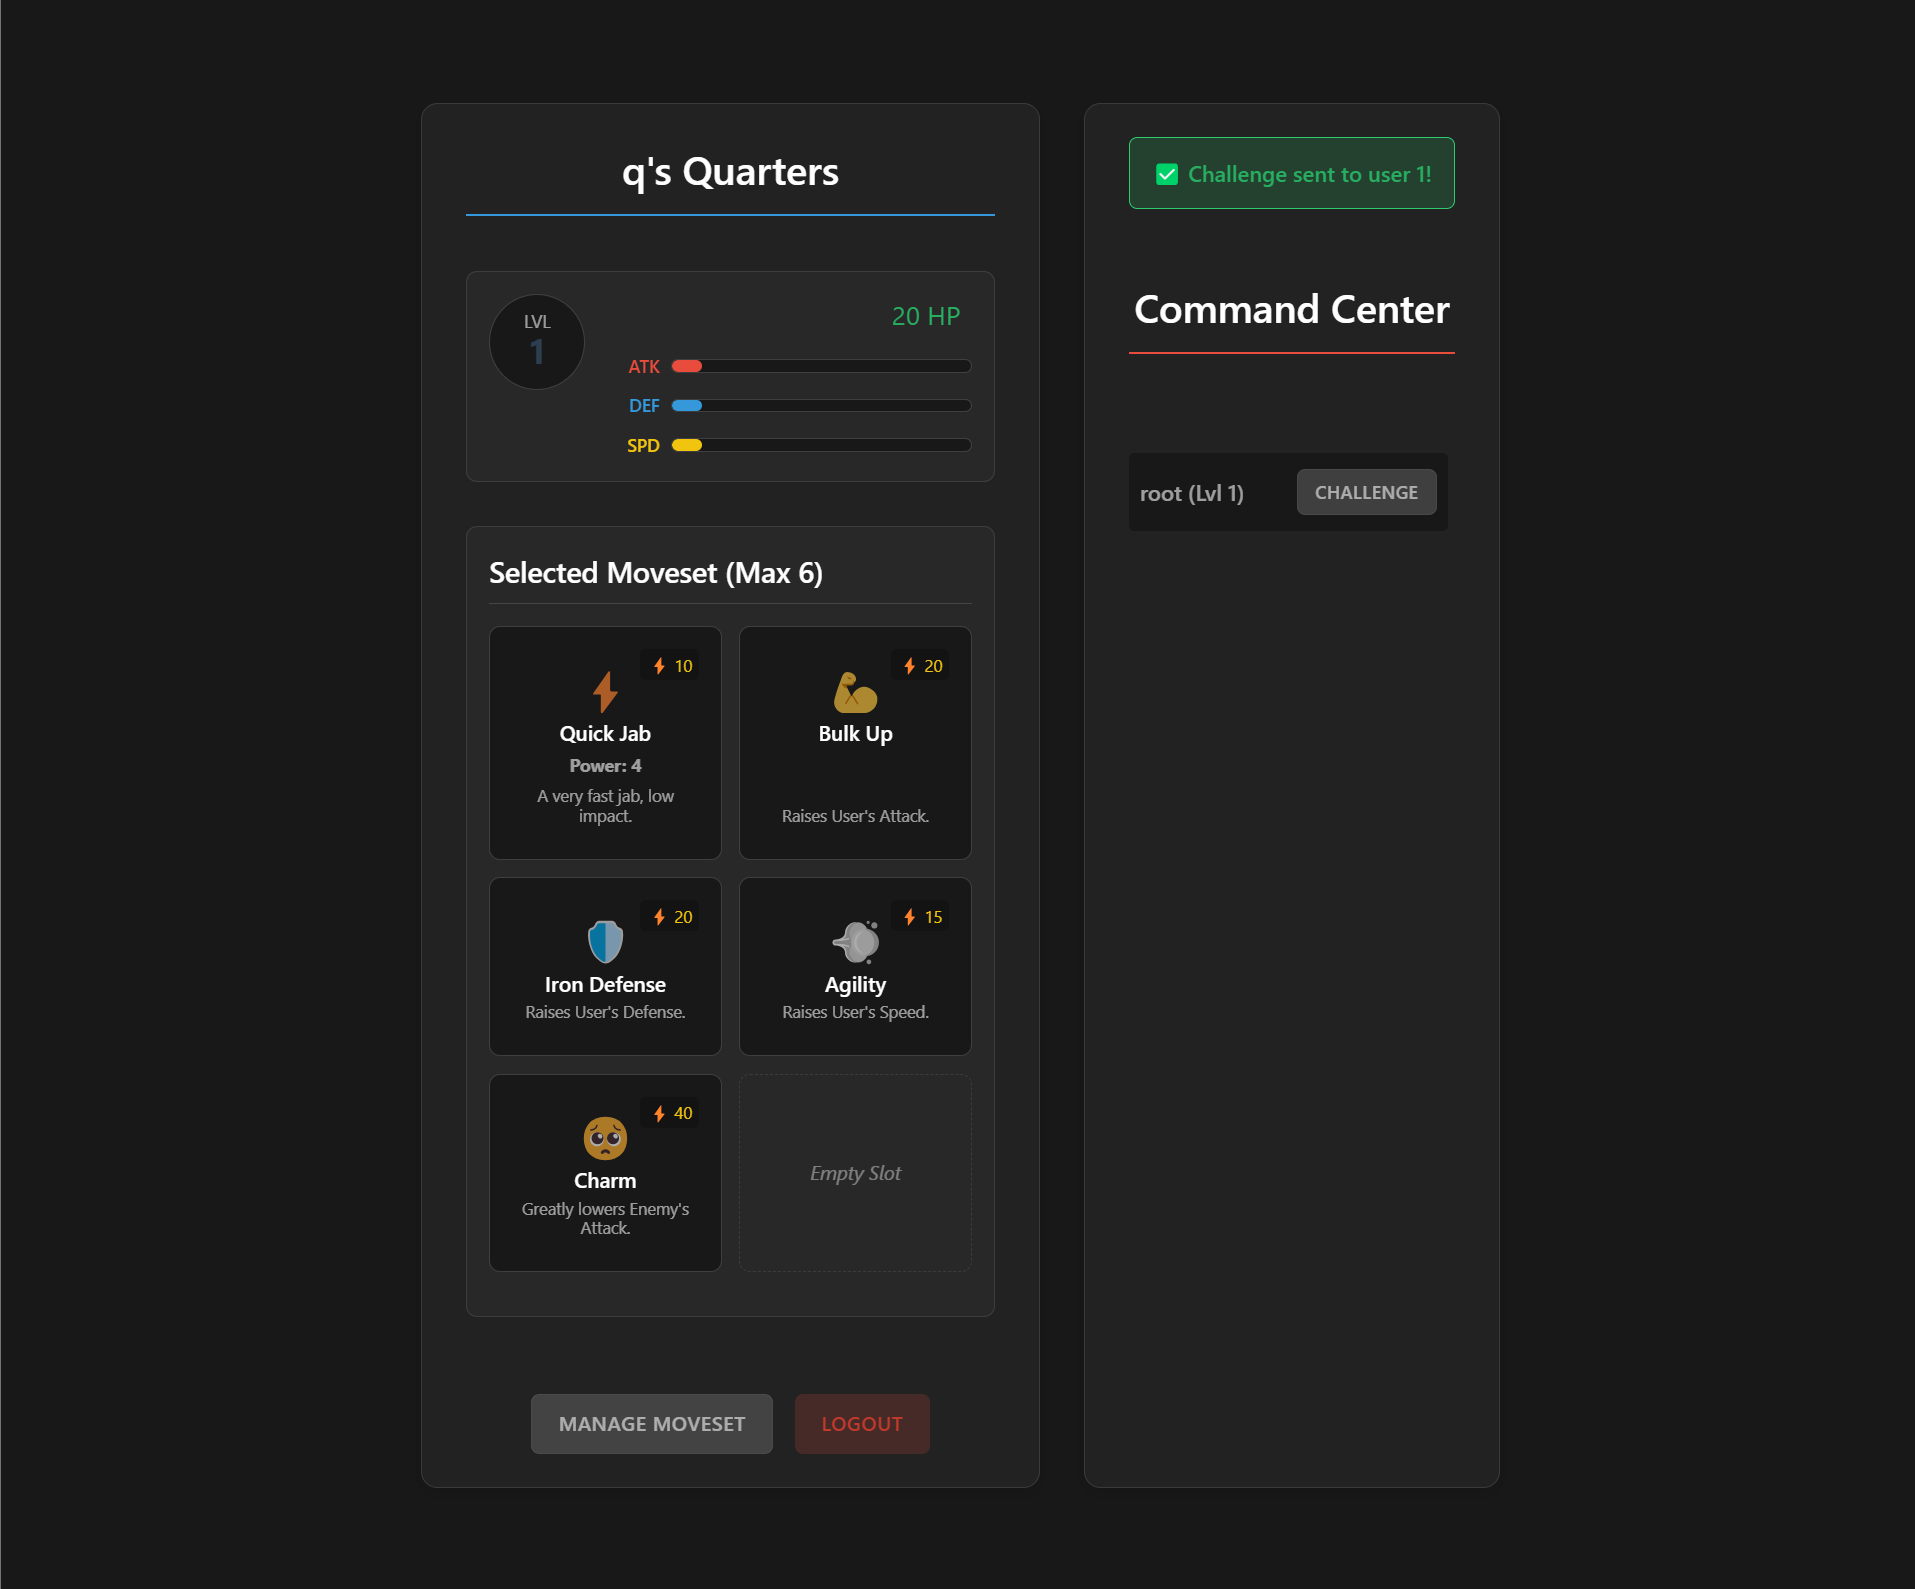 q's Quarters
LVL
1
20 HP
ATK
DEF
SPD
Selected Moveset (Max 6)
10
Quick Jab
Power: 4
A very fast jab, low
impact.
20
Bulk Up
Raises User's Attack.
20
Iron Defense
Raises User's Defense.
15
Agility
Raises User's Speed.
40
Charm
Greatly lowers Enemy's
Attack.
Empty Slot
MANAGE MOVESET
LOGOUT
Challenge sent to user 1!
Command Center
root (Lvl 1)
CHALLENGE